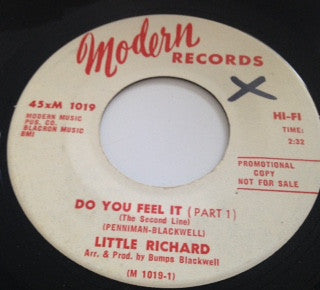 Modern
RECORDS
45xM 1019
MODERN MUSIC
PUB. CO.
BLACRON MUSIC
BMI
HI-FI
TIME:
2:32
PROMOTIONAL
COPY
NOT FOR SALE
DO YOU FEEL IT (PART 1)
(The Second Line)
(PENNIMAN-BLACKWELL)
LITTLE RICHARD
Arr. & Prod. by Bumps Blackwell
(M 1019-1)